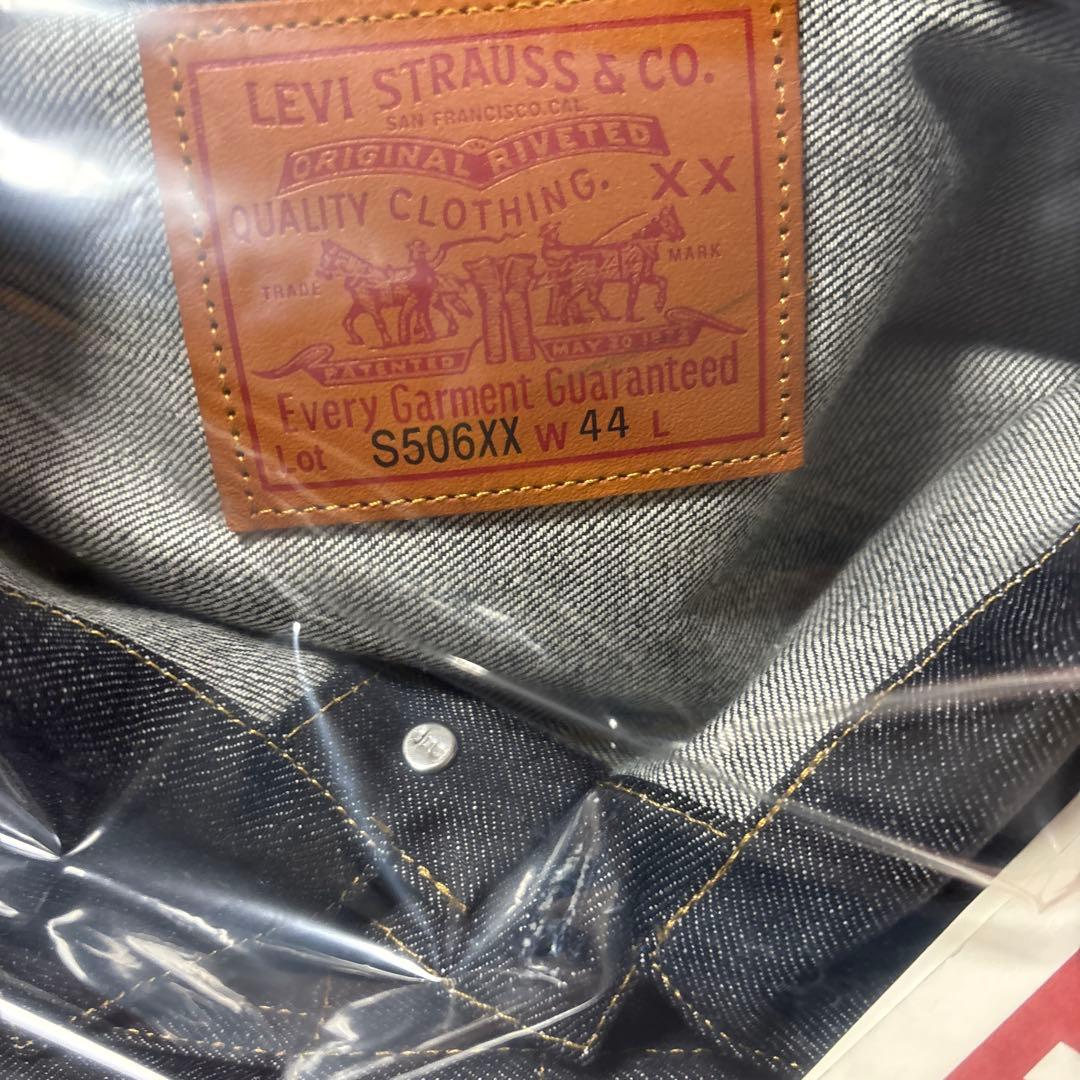 LEVI STRAUSS & CO.
SAN FRANCISCO.CAL.
ORIGINAL RIVETED
QUALITY CLOTHING. XX
TRADE MARK
PATENTED MAY 20 1873
Every Garment Guaranteed
Lot S506XX W 44 L